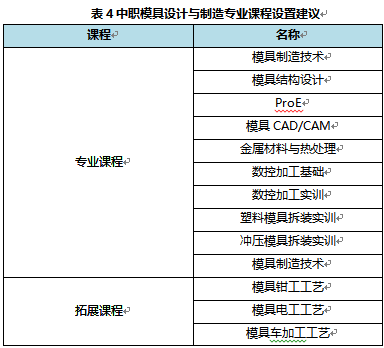 表 4 中职模具设计与制造专业课程设置建议
课程
名称
专业课程
模具制造技术
模具结构设计
ProE
模具 CAD/CAM
金属材料与热处理
数控加工基础
数控加工实训
塑料模具拆装实训
冲压模具拆装实训
模具制造技术
拓展课程
模具钳工工艺
模具电工工艺
模具车加工工艺